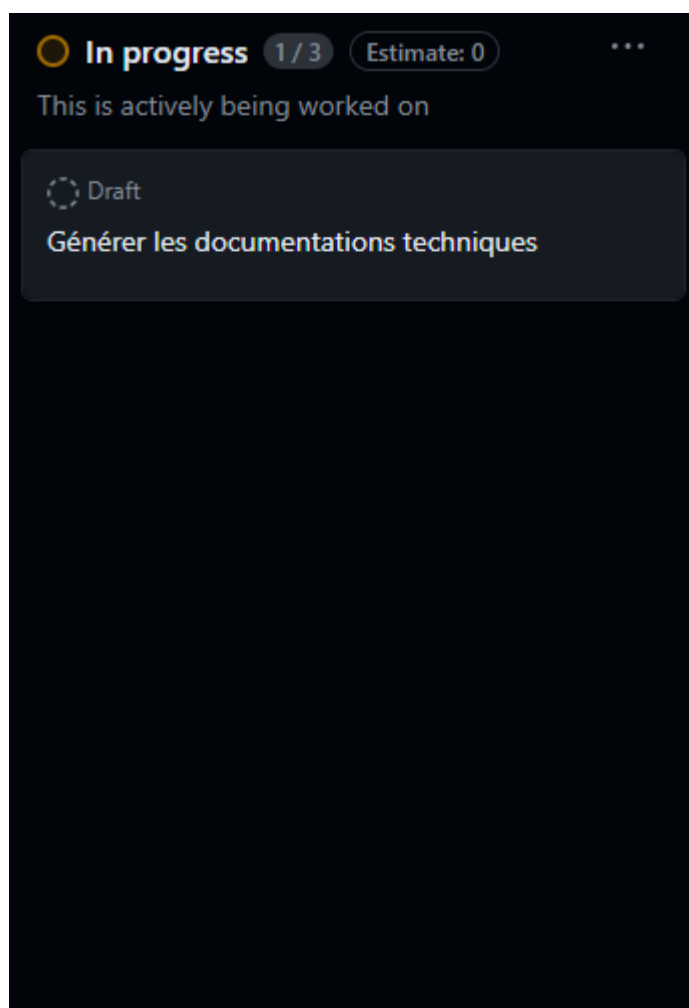 In progress 1 / 3 Estimate: 0
This is actively being worked on
Draft
Générer les documentations techniques